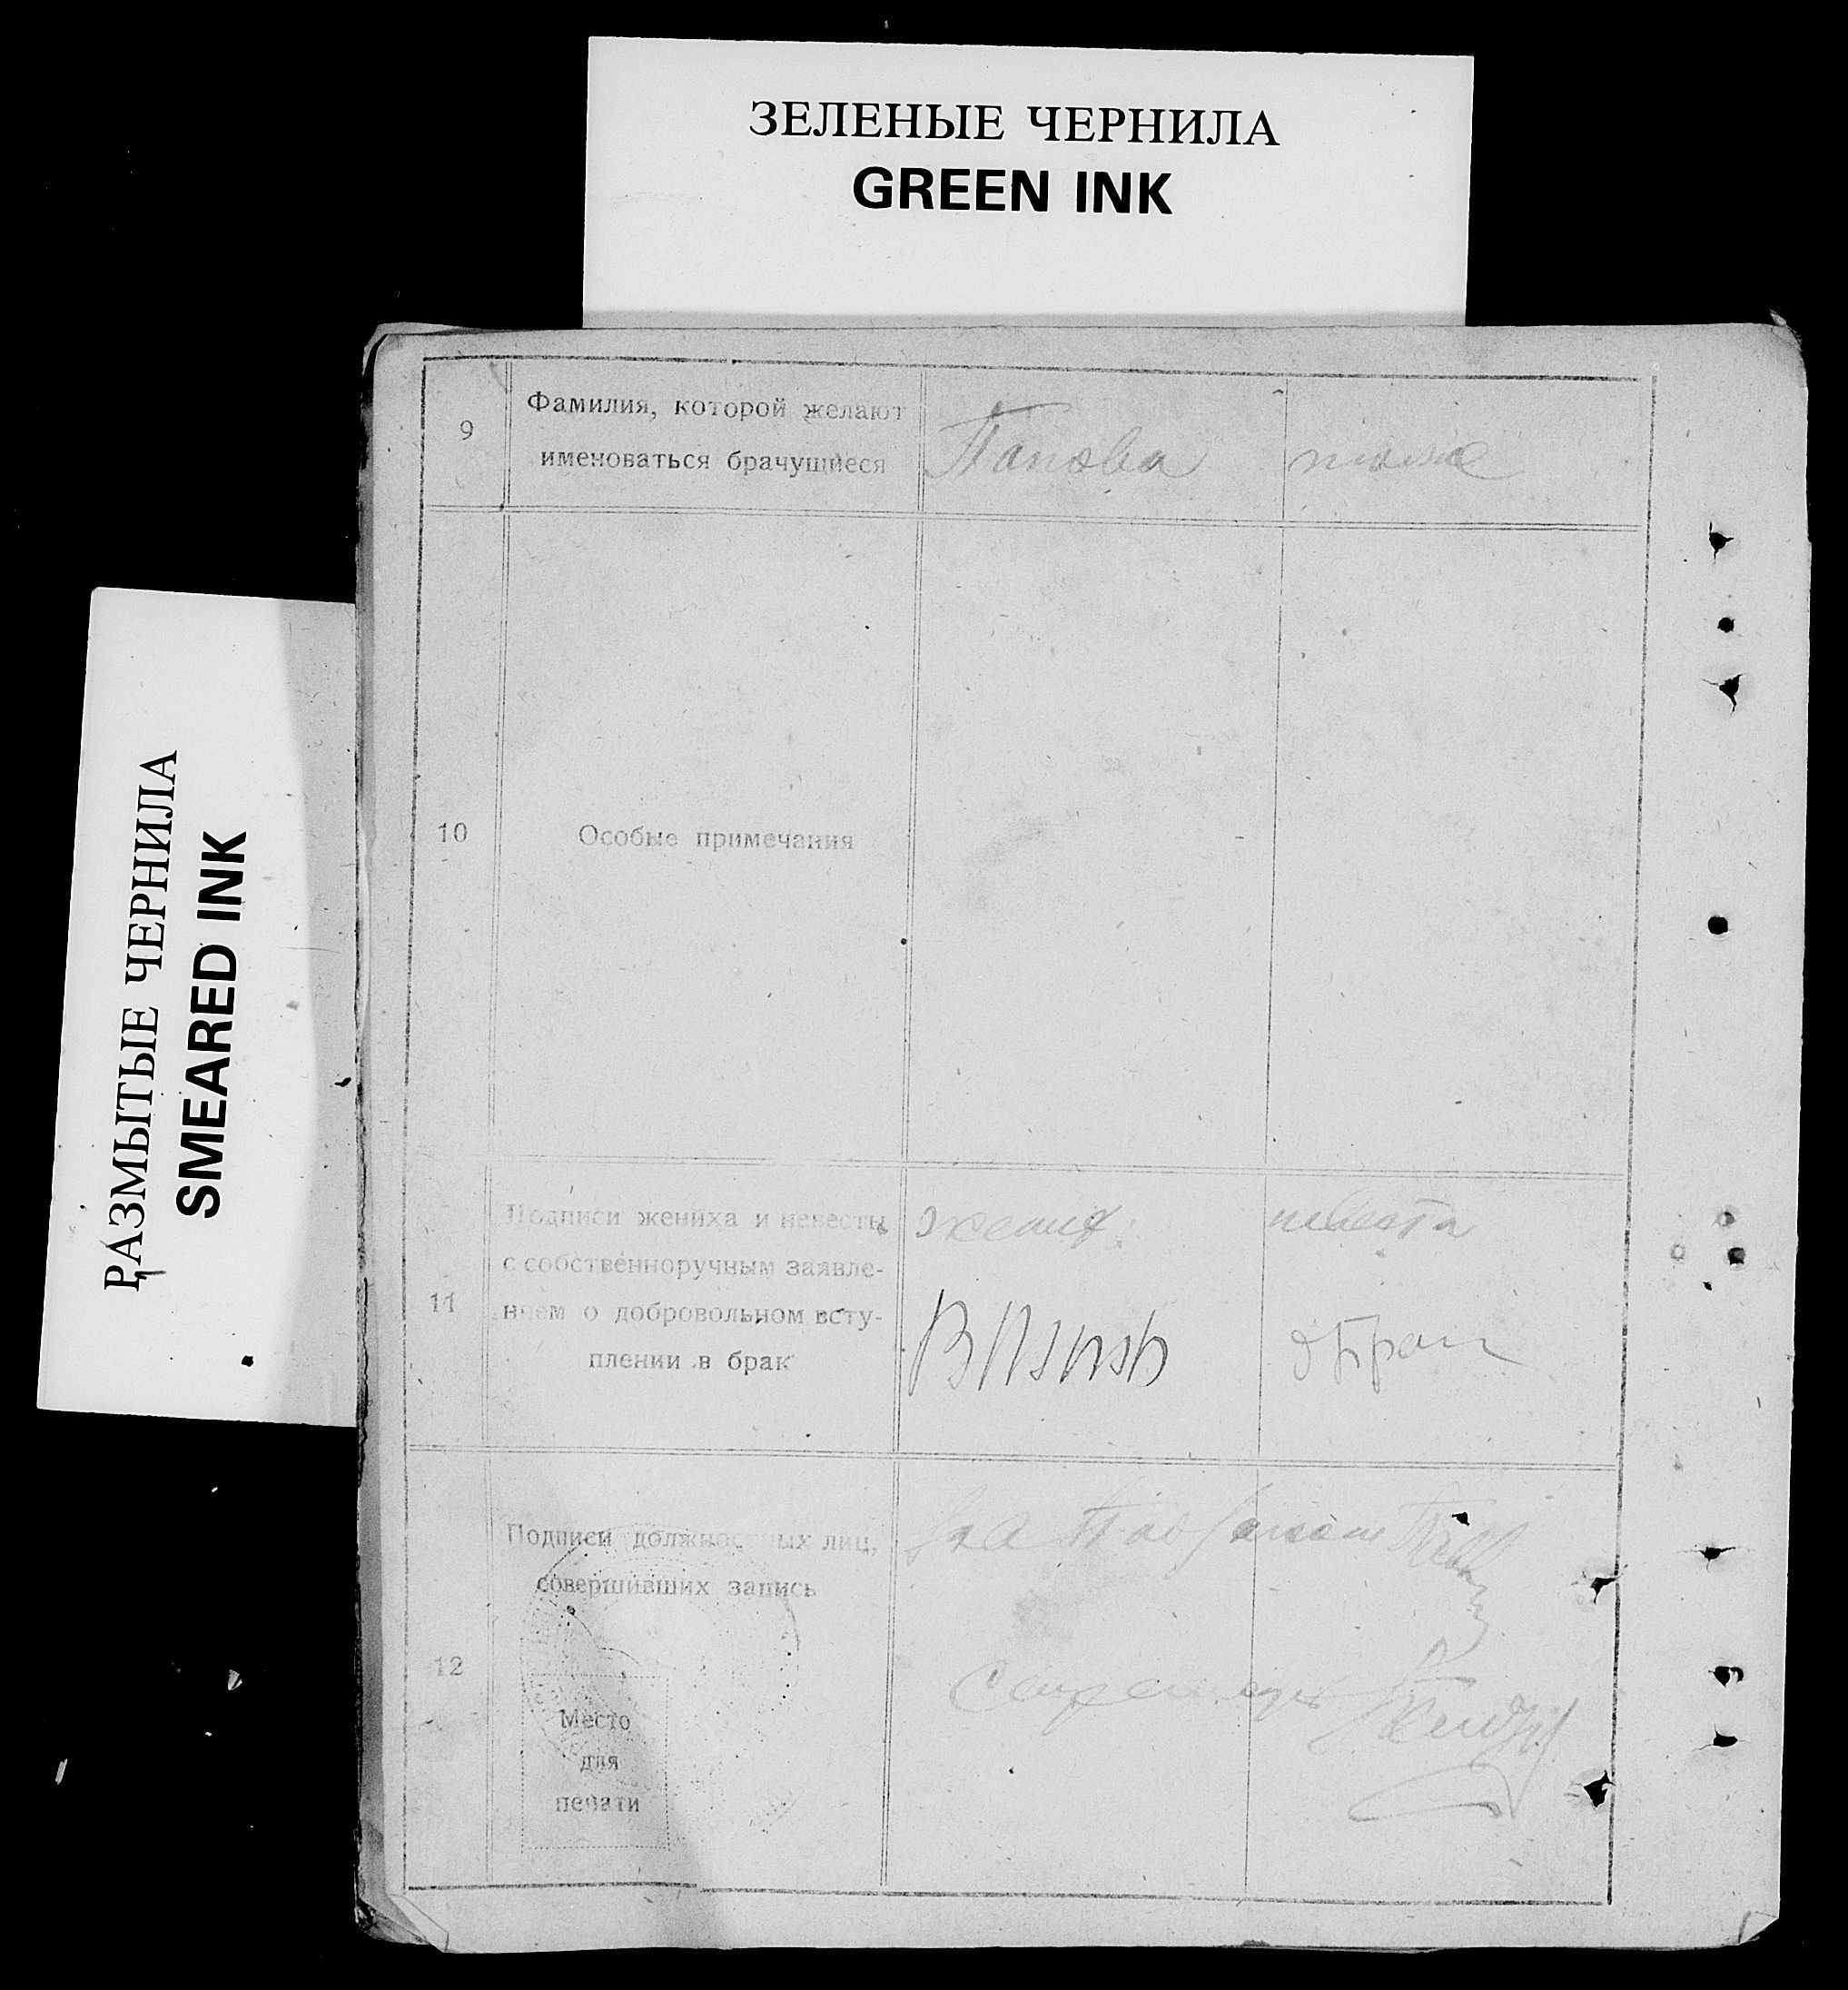 ЗЕЛЕНЫЕ ЧЕРНИЛА
GREEN INK
РАЗМЫТЫЕ ЧЕРНИЛА
SMEARED INK
9
Фамилия, которой желают
именоваться брачущиеся
Папова
тоже
10
Особые примечания
11
Подписи жениха и невесты
с собственноручным заявле-
нием о добровольном всту-
плении в брак
жених:
невеста
12
Подписи должностных лиц,
совершивших запись
Место
для
печати